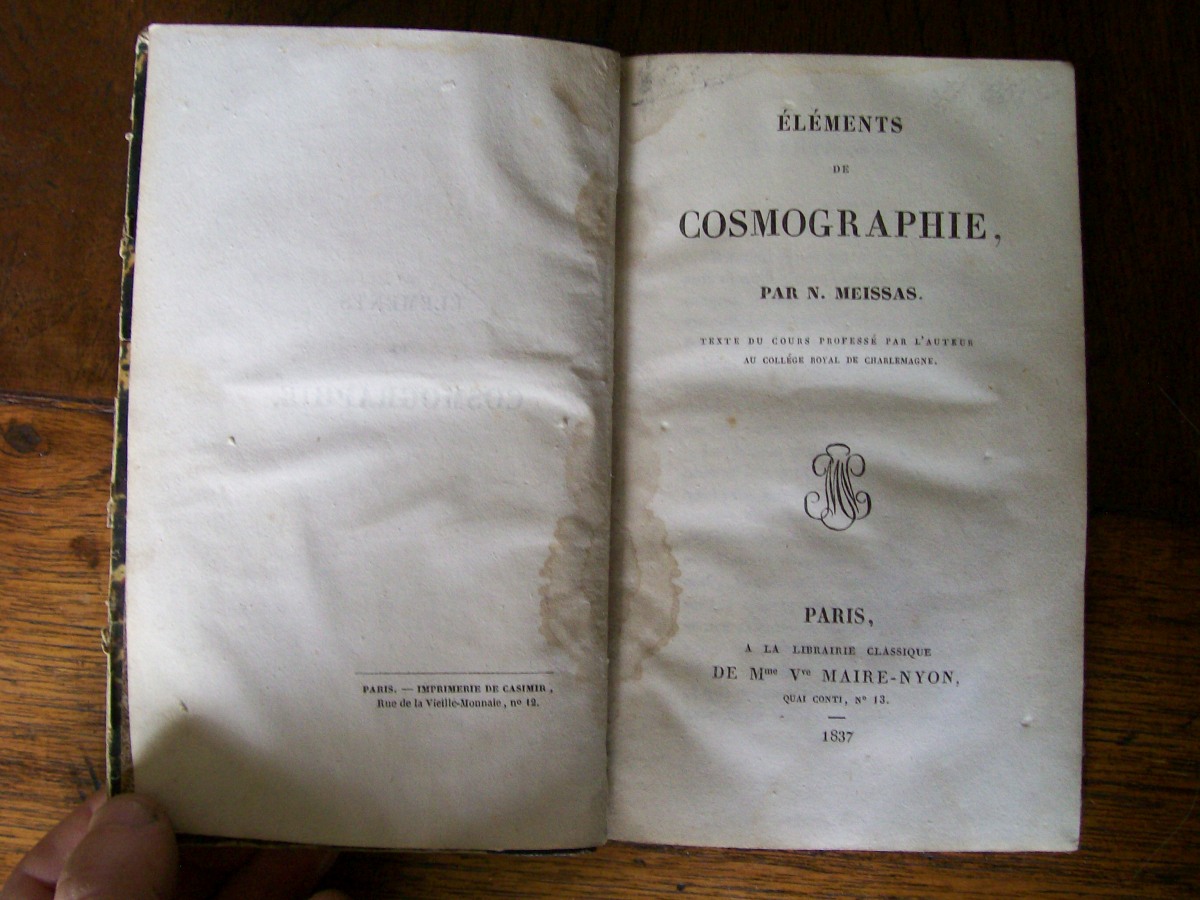 PARIS. — IMPRIMERIE DE CASIMIR,
Rue de la Vieille-Monnaie, no 12.
ÉLÉMENTS
DE
COSMOGRAPHIE,
PAR N. MEISSAS.
TEXTE DU COURS PROFESSÉ PAR L'AUTEUR
AU COLLÉGE ROYAL DE CHARLEMAGNE.
PARIS,
A LA LIBRAIRIE CLASSIQUE
DE Mme Vve MAIRE-NYON,
QUAI CONTI, No 13.
1837